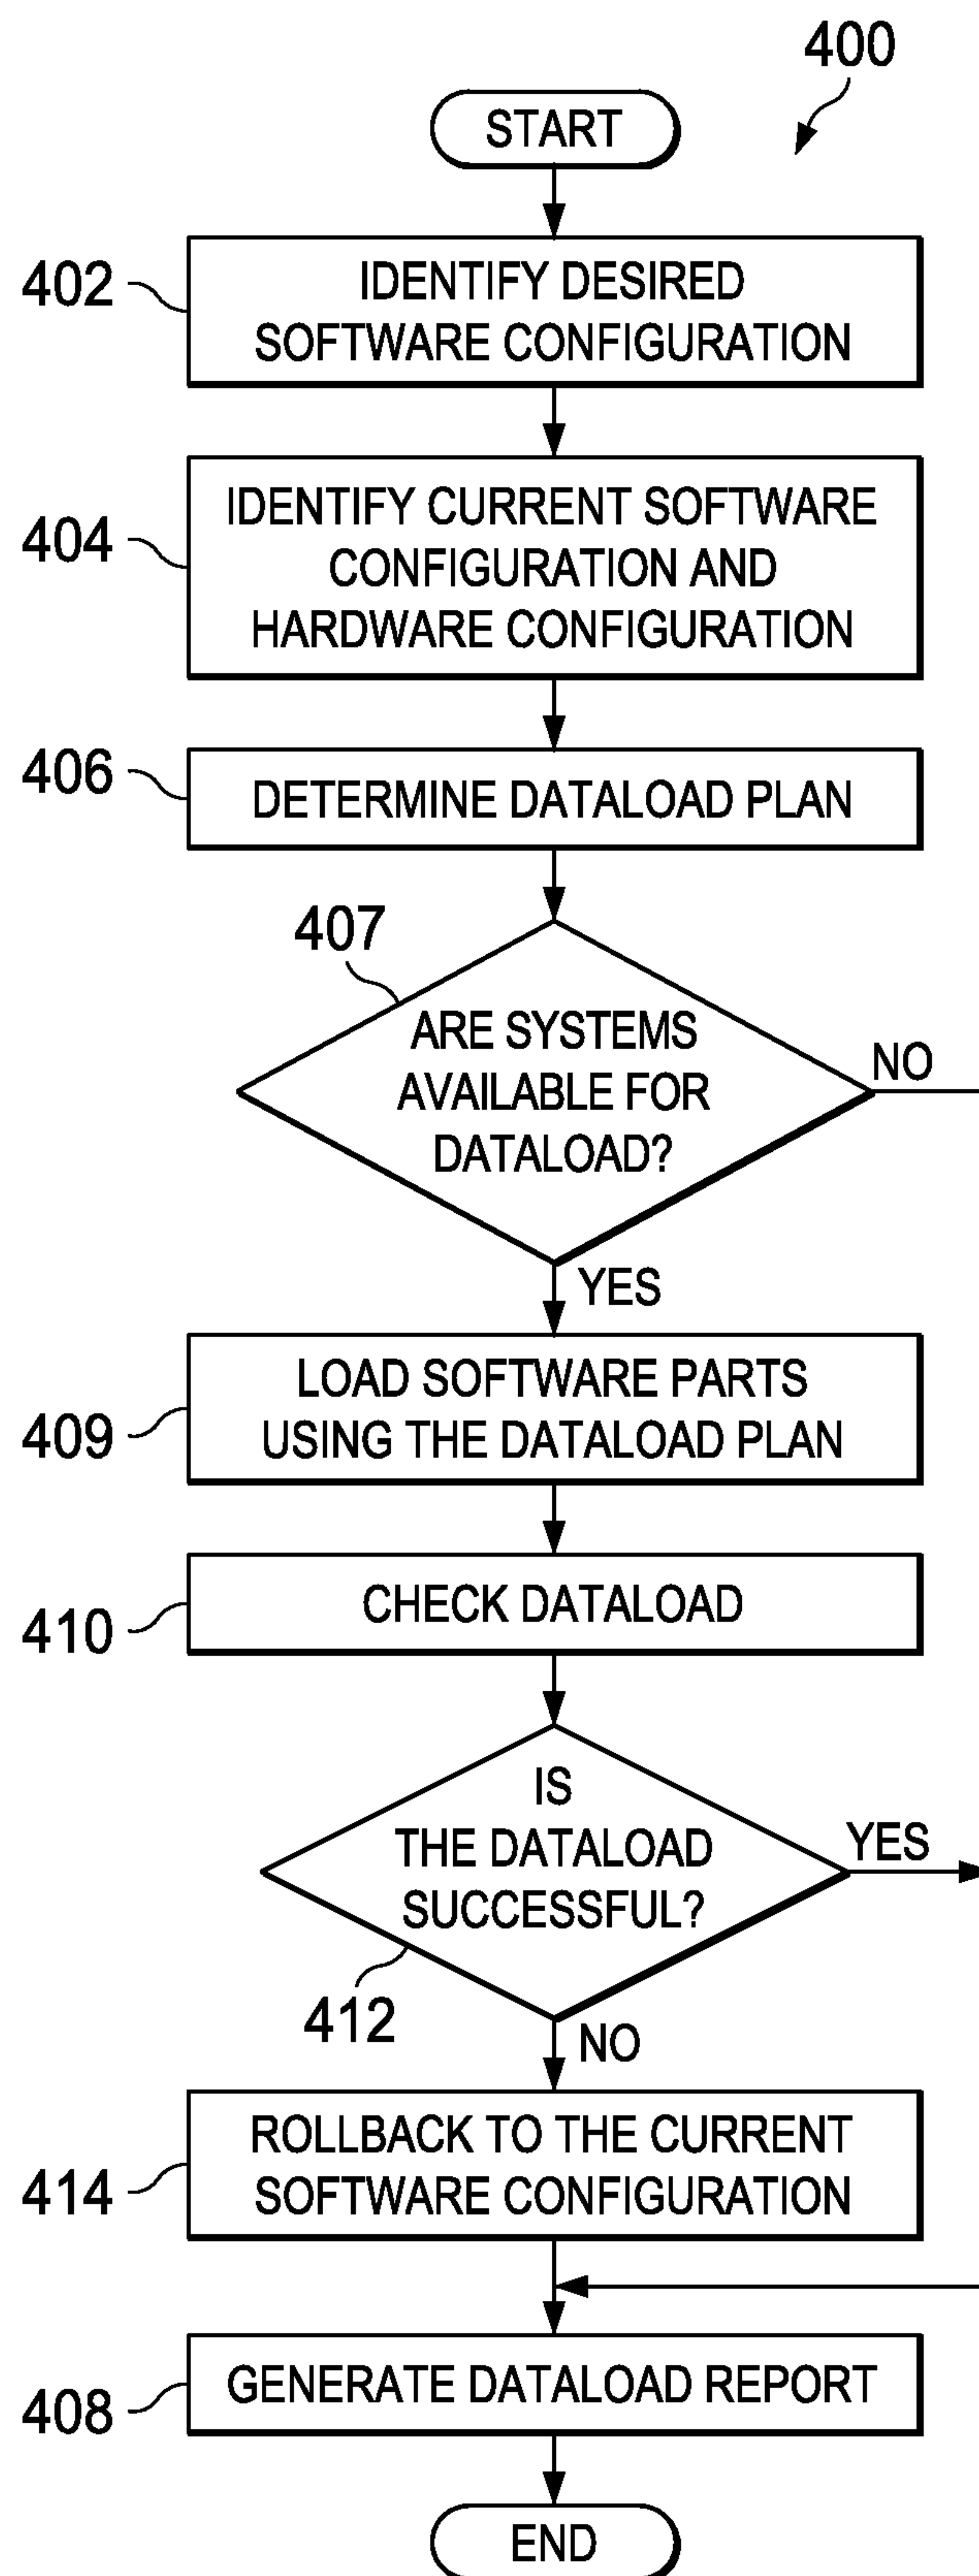 400
START
402
IDENTIFY DESIRED
SOFTWARE CONFIGURATION
404
IDENTIFY CURRENT SOFTWARE
CONFIGURATION AND
HARDWARE CONFIGURATION
406
DETERMINE DATALOAD PLAN
407
ARE SYSTEMS
AVAILABLE FOR
DATALOAD?
NO
YES
409
LOAD SOFTWARE PARTS
USING THE DATALOAD PLAN
410
CHECK DATALOAD
IS
THE DATALOAD
SUCCESSFUL?
YES
412
NO
414
ROLLBACK TO THE CURRENT
SOFTWARE CONFIGURATION
408
GENERATE DATALOAD REPORT
END